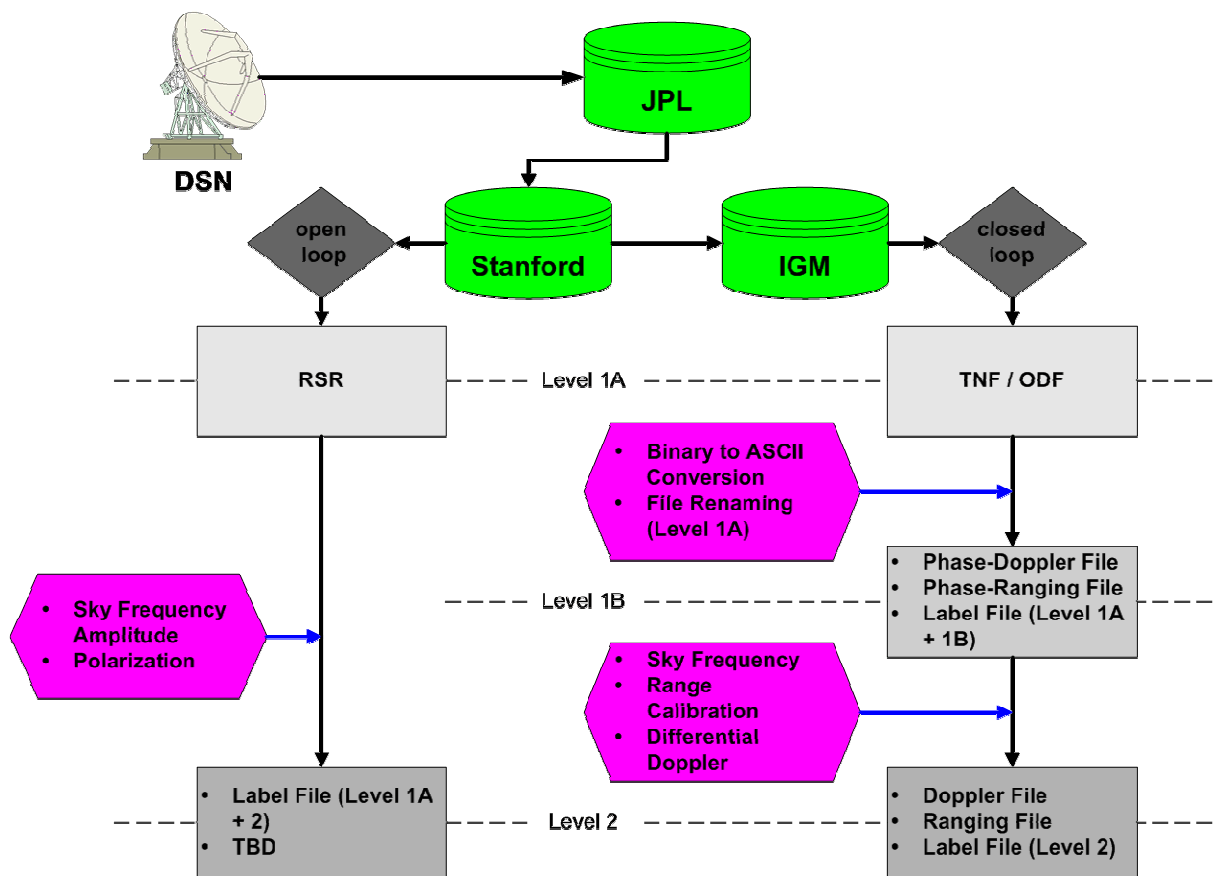 JPL
DSN
open
loop
Stanford
IGM
closed
loop
RSR
Level 1A
TNF / ODF
• Binary to ASCII
Conversion
• File Renaming
(Level 1A)
• Phase-Doppler File
• Phase-Ranging File
• Label File (Level 1A
+ 1B)
Level 1B
• Sky Frequency
Amplitude
• Polarization
• Sky Frequency
• Range
Calibration
• Differential
Doppler
• Label File (Level 1A
+ 2)
• TBD
Level 2
• Doppler File
• Ranging File
• Label File (Level 2)